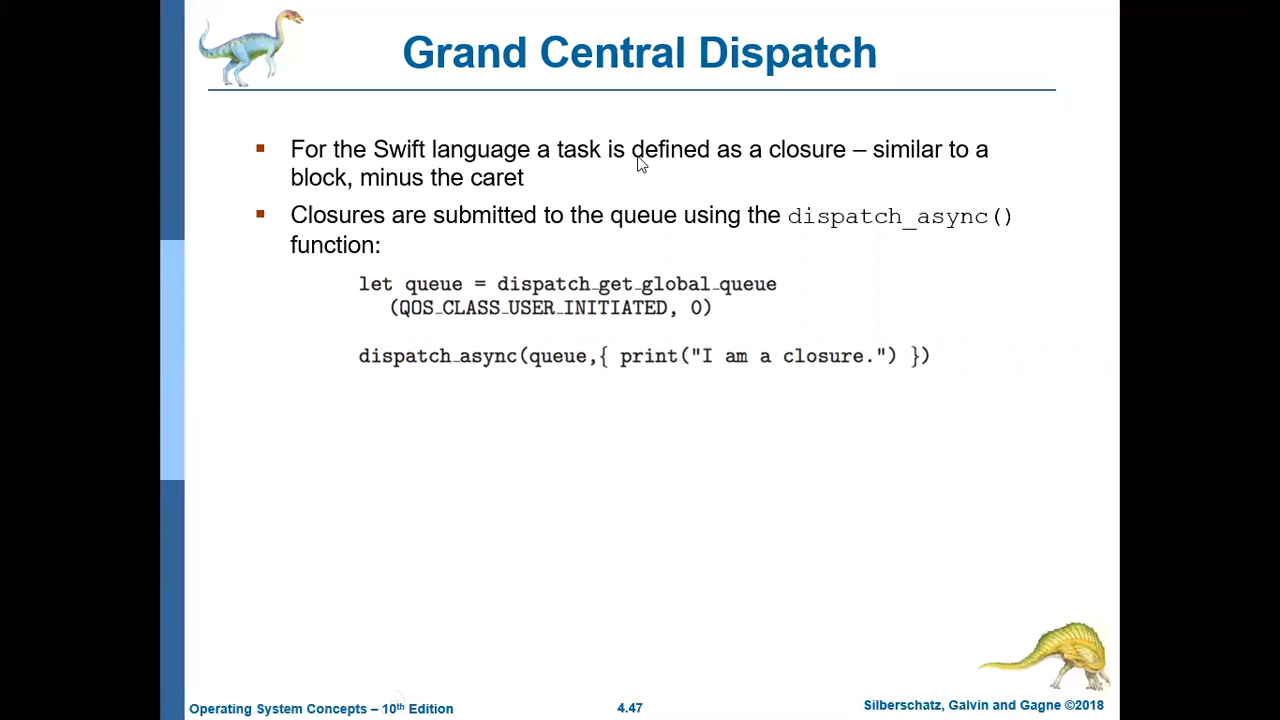 Grand Central Dispatch
▪ For the Swift language a task is defined as a closure – similar to a
block, minus the caret
▪ Closures are submitted to the queue using the dispatch_async()
function:
let queue = dispatch_get_global_queue
(QOS_CLASS_USER_INITIATED, 0)
dispatch_async(queue,{ print("I am a closure.") })
Operating System Concepts – 10th Edition
4.47
Silberschatz, Galvin and Gagne ©2018